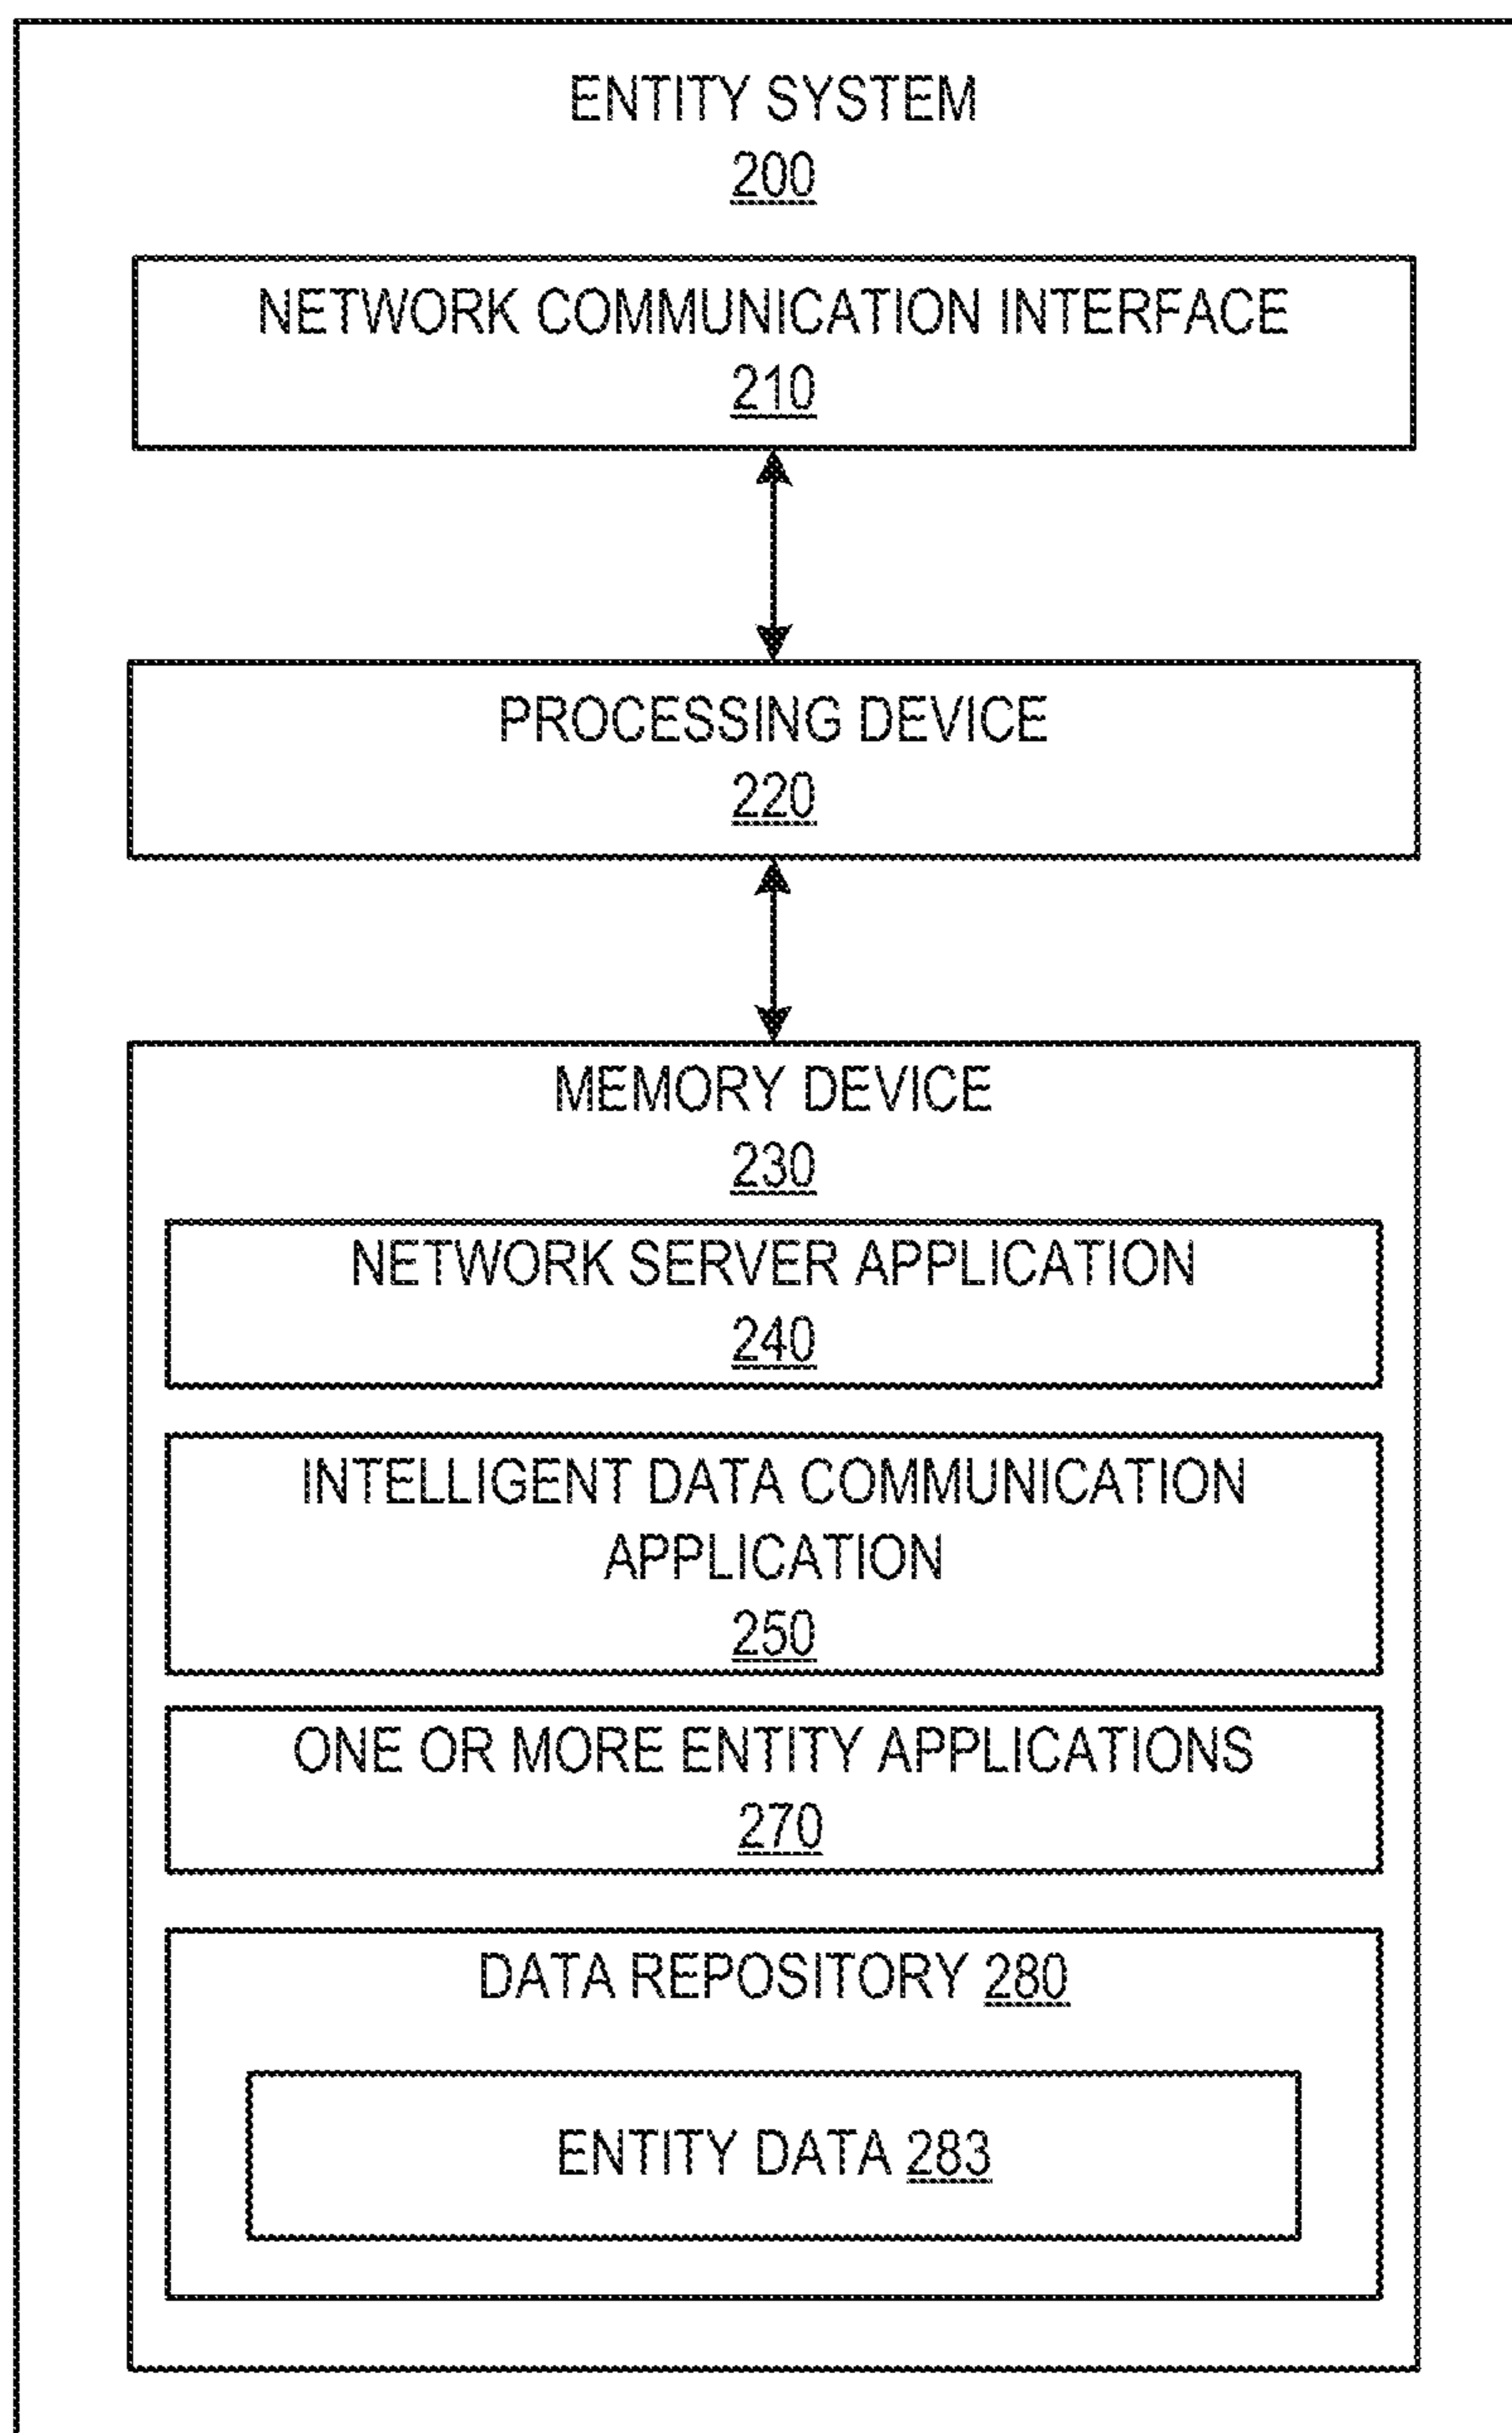 ENTITY SYSTEM
200
NETWORK COMMUNICATION INTERFACE
210
PROCESSING DEVICE
220
MEMORY DEVICE
230
NETWORK SERVER APPLICATION
240
INTELLIGENT DATA COMMUNICATION
APPLICATION
250
ONE OR MORE ENTITY APPLICATIONS
270
DATA REPOSITORY 280
ENTITY DATA 283